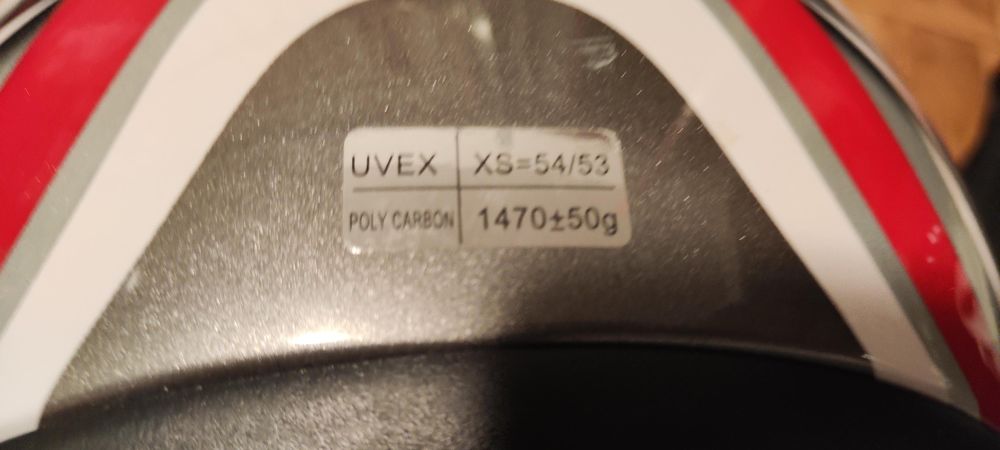 UVEX XS=54/53
POLY CARBON 1470±50g